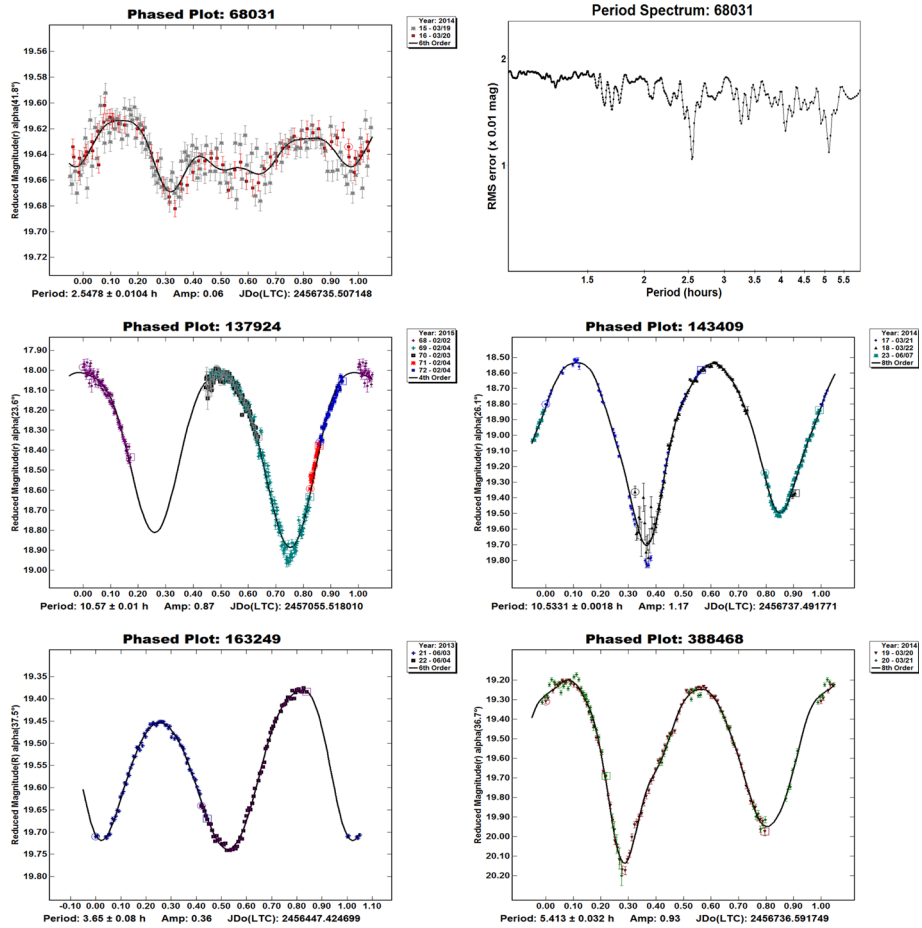 Phased Plot: 68031
Year: 2014
15 - 03/19
16 - 03/20
6th Order
Reduced Magnitude(r) alpha(41.8°)
19.56
19.58
19.60
19.62
19.64
19.66
19.68
19.70
19.72
0.00 0.10 0.20 0.30 0.40 0.50 0.60 0.70 0.80 0.90 1.00
Period: 2.5478 ± 0.0104 h Amp: 0.06 JDo(LTC): 2456735.507148
Period Spectrum: 68031
RMS error (x 0.01 mag)
2
1
1.5 2 2.5 3 3.5 4 4.5 5 5.5
Period (hours)
Phased Plot: 137924
Year: 2015
68 - 02/02
69 - 02/04
70 - 02/03
71 - 02/04
72 - 02/04
4th Order
Reduced Magnitude(r) alpha(23.6°)
17.90
18.00
18.10
18.20
18.30
18.40
18.50
18.60
18.70
18.80
18.90
19.00
0.00 0.10 0.20 0.30 0.40 0.50 0.60 0.70 0.80 0.90 1.00
Period: 10.57 ± 0.01 h Amp: 0.87 JDo(LTC): 2457055.518010
Phased Plot: 143409
Year: 2014
17 - 03/21
18 - 03/22
23 - 06/07
8th Order
Reduced Magnitude(r) alpha(26.1°)
18.50
18.60
18.70
18.80
18.90
19.00
19.10
19.20
19.30
19.40
19.50
19.60
19.70
19.80
0.00 0.10 0.20 0.30 0.40 0.50 0.60 0.70 0.80 0.90 1.00
Period: 10.5331 ± 0.0018 h Amp: 1.17 JDo(LTC): 2456737.491771
Phased Plot: 163249
Year: 2013
21 - 06/03
22 - 06/04
6th Order
Reduced Magnitude(R) alpha(37.5°)
19.35
19.40
19.45
19.50
19.55
19.60
19.65
19.70
19.75
19.80
-0.10 0.00 0.10 0.20 0.30 0.40 0.50 0.60 0.70 0.80 0.90 1.00 1.10
Period: 3.65 ± 0.08 h Amp: 0.36 JDo(LTC): 2456447.424699
Phased Plot: 388468
Year: 2014
19 - 03/20
20 - 03/21
8th Order
Reduced Magnitude(r) alpha(36.7°)
19.20
19.30
19.40
19.50
19.60
19.70
19.80
19.90
20.00
20.10
20.20
0.00 0.10 0.20 0.30 0.40 0.50 0.60 0.70 0.80 0.90 1.00
Period: 5.413 ± 0.032 h Amp: 0.93 JDo(LTC): 2456736.591749